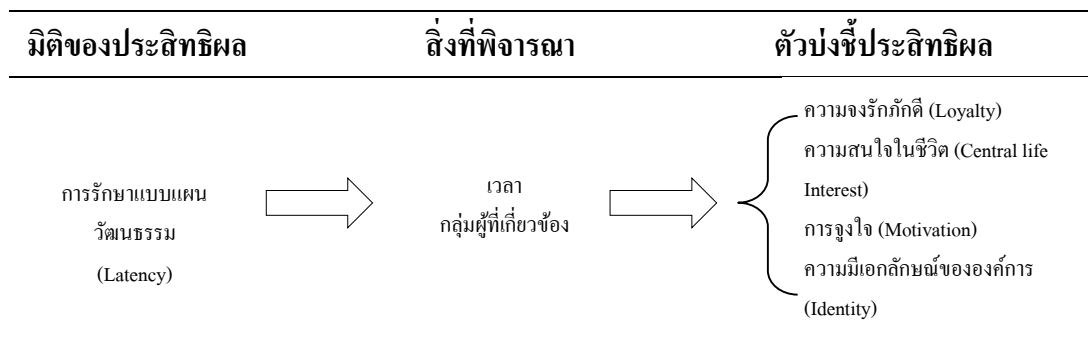 มิติของประสิทธิผล
สิ่งที่พิจารณา
ตัวบ่งชี้ประสิทธิผล
การรักษาแบบแผน
วัฒนธรรม
(Latency)
เวลา
กลุ่มผู้ที่เกี่ยวข้อง
ความจงรักภักดี (Loyalty)
ความสนใจในชีวิต (Central life
Interest)
การจูงใจ (Motivation)
ความมีเอกลักษณ์ขององค์การ
(Identity)